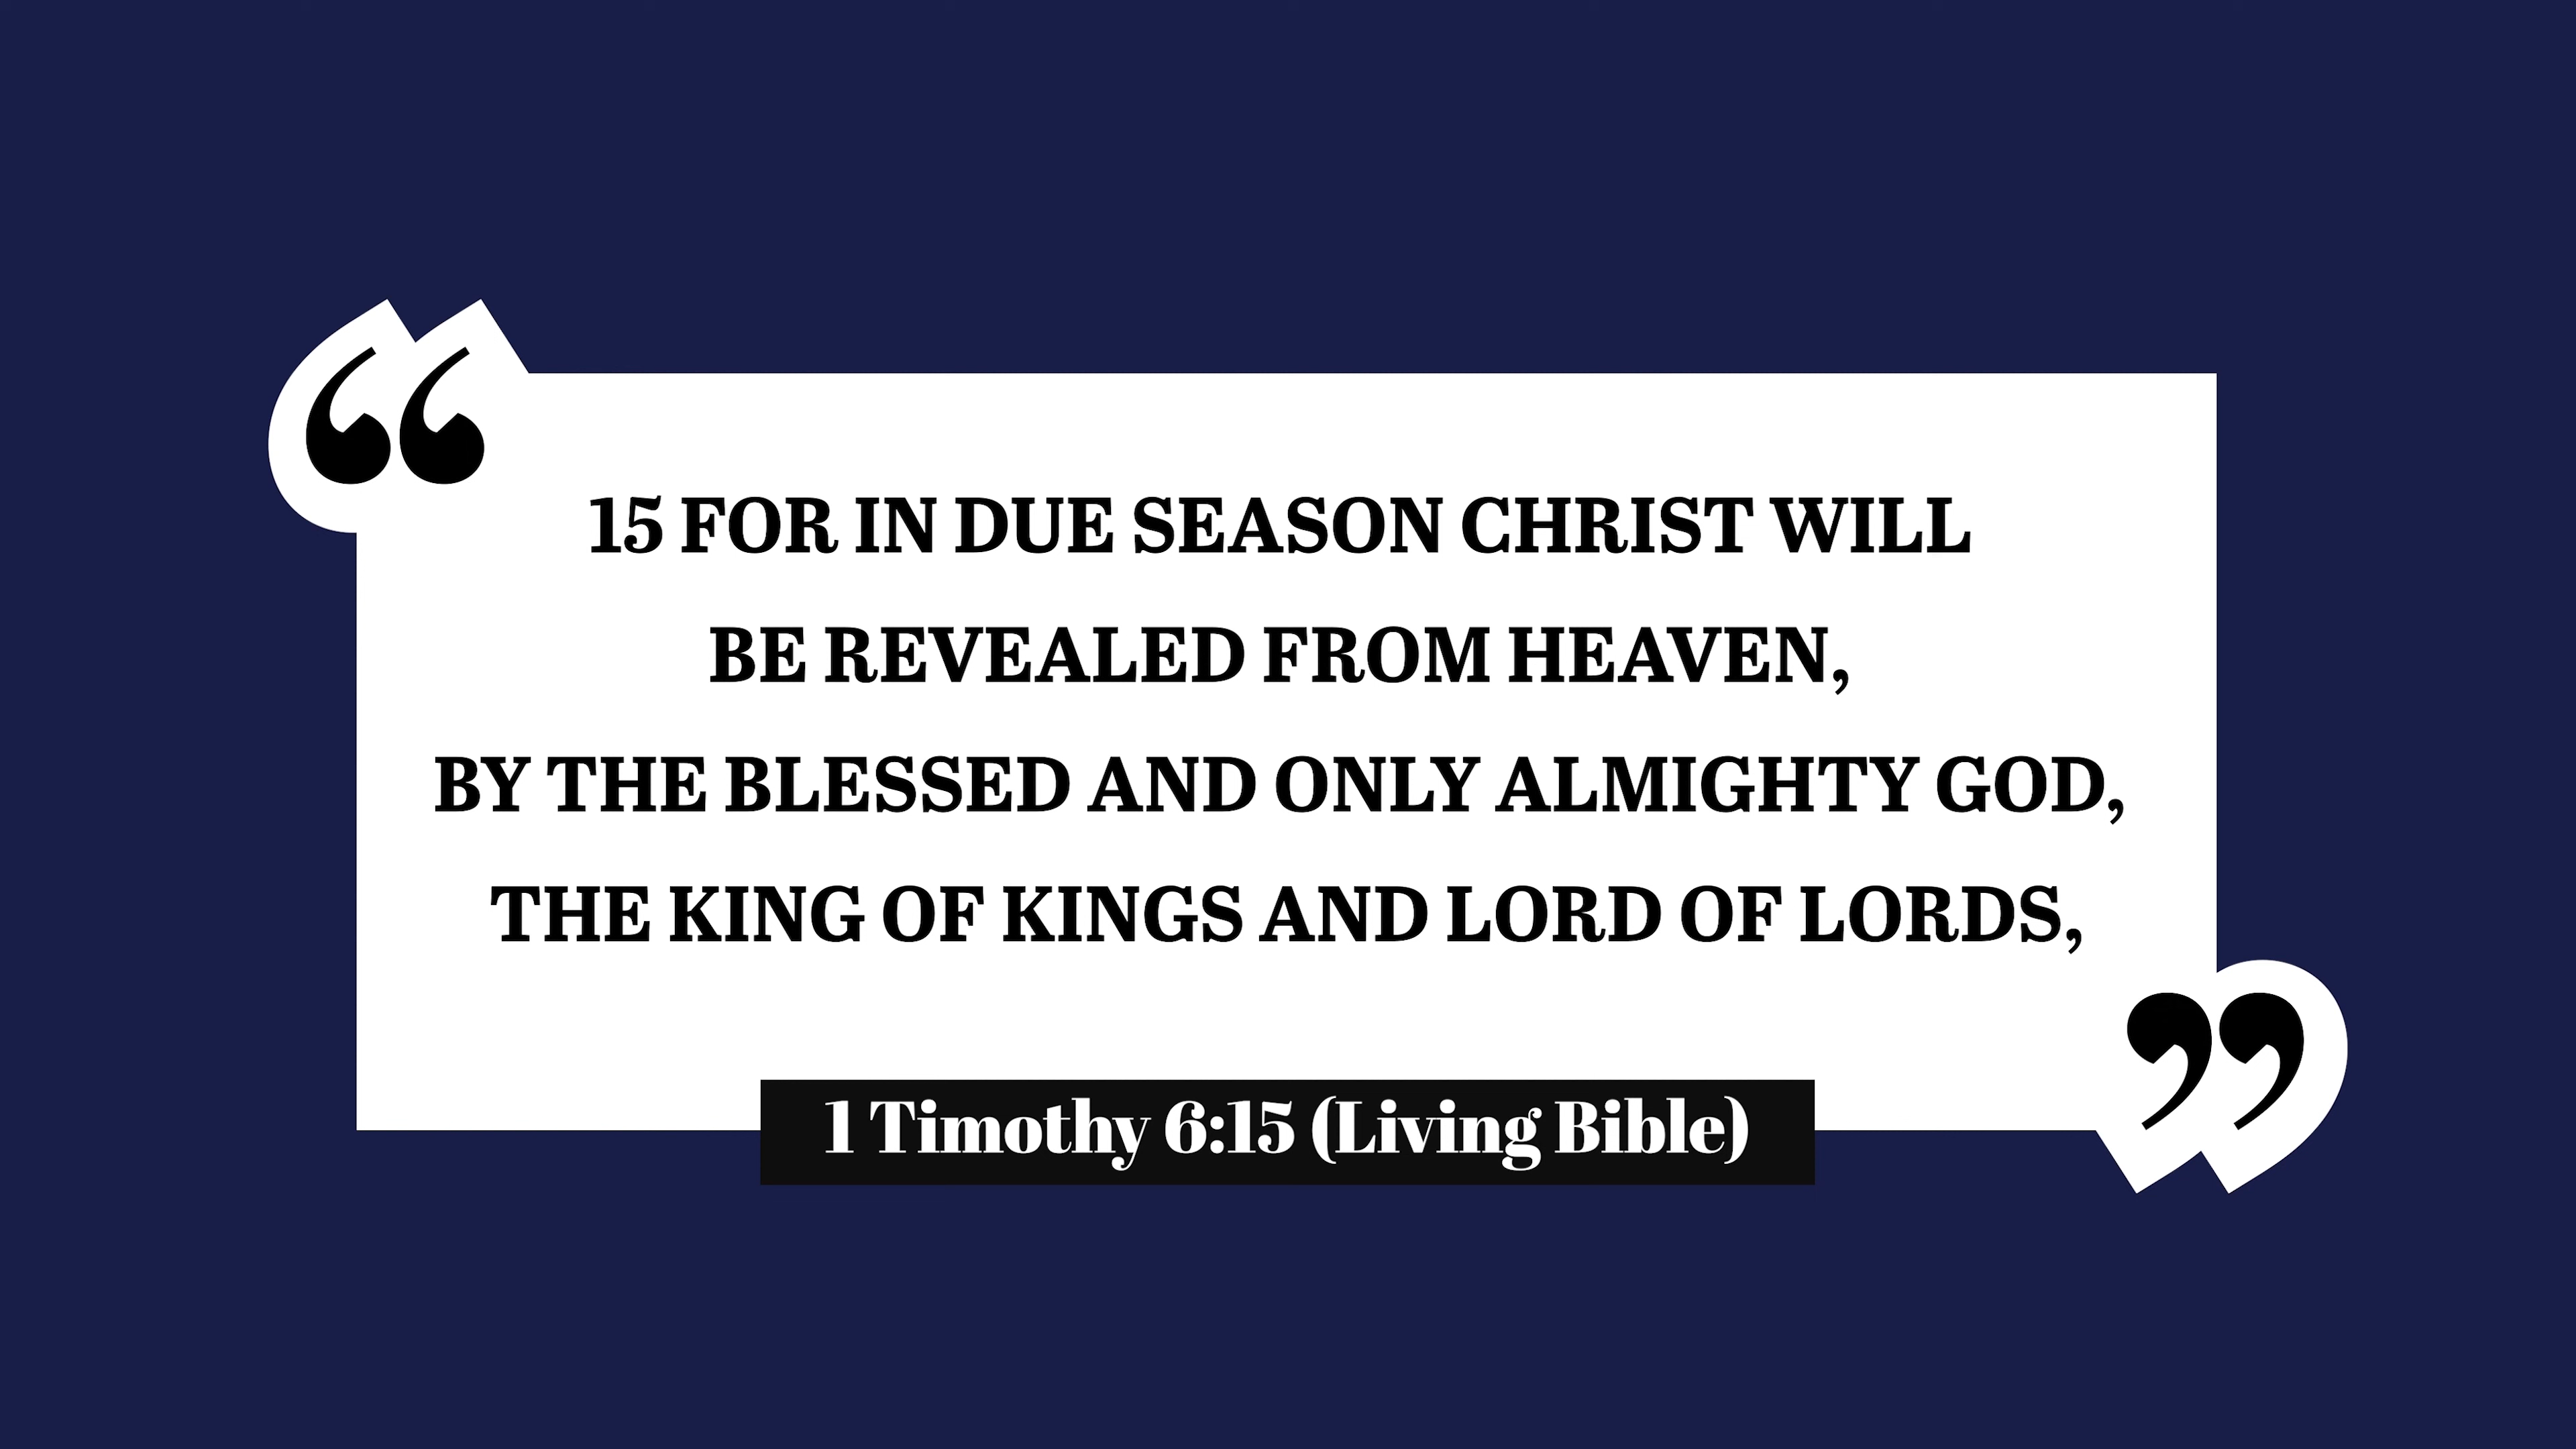 “
15 FOR IN DUE SEASON CHRIST WILL
BE REVEALED FROM HEAVEN,
BY THE BLESSED AND ONLY ALMIGHTY GOD,
THE KING OF KINGS AND LORD OF LORDS,
”
1 Timothy 6:15 (Living Bible)